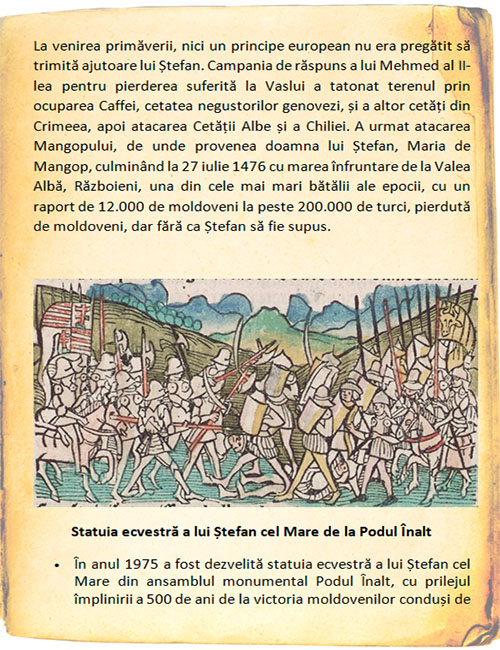 La venirea primăverii, nici un principe european nu era pregătit să
trimită ajutoare lui Ștefan. Campania de răspuns a lui Mehmed al II-
lea pentru pierderea suferită la Vaslui a tatonat terenul prin
ocuparea Caffei, cetatea negustorilor genovezi, și a altor cetăți din
Crimeea, apoi atacarea Cetății Albe și a Chiliei. A urmat atacarea
Mangopului, de unde provenea doamna lui Ștefan, Maria de
Mangop, culminând la 27 iulie 1476 cu marea înfruntare de la Valea
Albă, Războieni, una din cele mai mari bătălii ale epocii, cu un
raport de 12.000 de moldoveni la peste 200.000 de turci, pierdută
de moldoveni, dar fără ca Ștefan să fie supus.
Statuia ecvestră a lui Ștefan cel Mare de la Podul Înalt
• În anul 1975 a fost dezvelită statuia ecvestră a lui Ștefan cel
Mare din ansamblul monumental Podul Înalt, cu prilejul
împlinirii a 500 de ani de la victoria moldovenilor conduși de